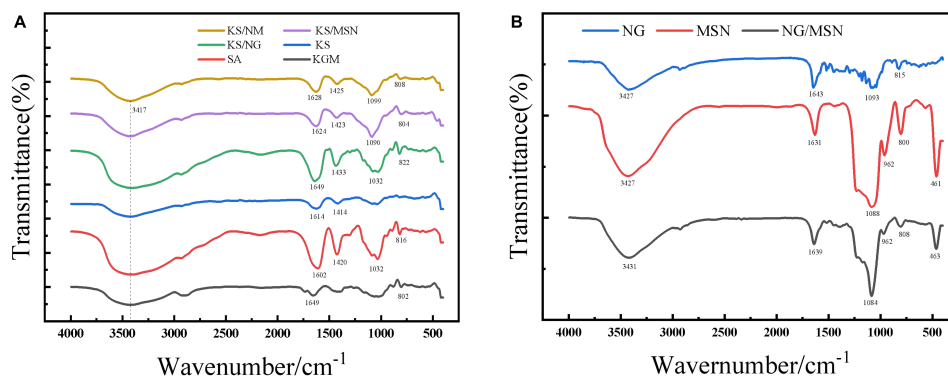 A
KS/NM KS/MSN
KS/NG KS
SA KGM
3417 1628 1425 1099 808
1624 1423 1090 804
1649 1433 1032 822
1614 1414
1602 1420 1032 816
1649 802
Transmittance(%)
4000 3500 3000 2500 2000 1500 1000 500
Wavenumber/cm-1
B
NG MSN NG/MSN
3427 1643 1093 815
3427 1631 1088 962 800 461
3431 1639 1084 962 808 463
Transmittance(%)
4000 3500 3000 2500 2000 1500 1000 500
Wavernumber/cm-1